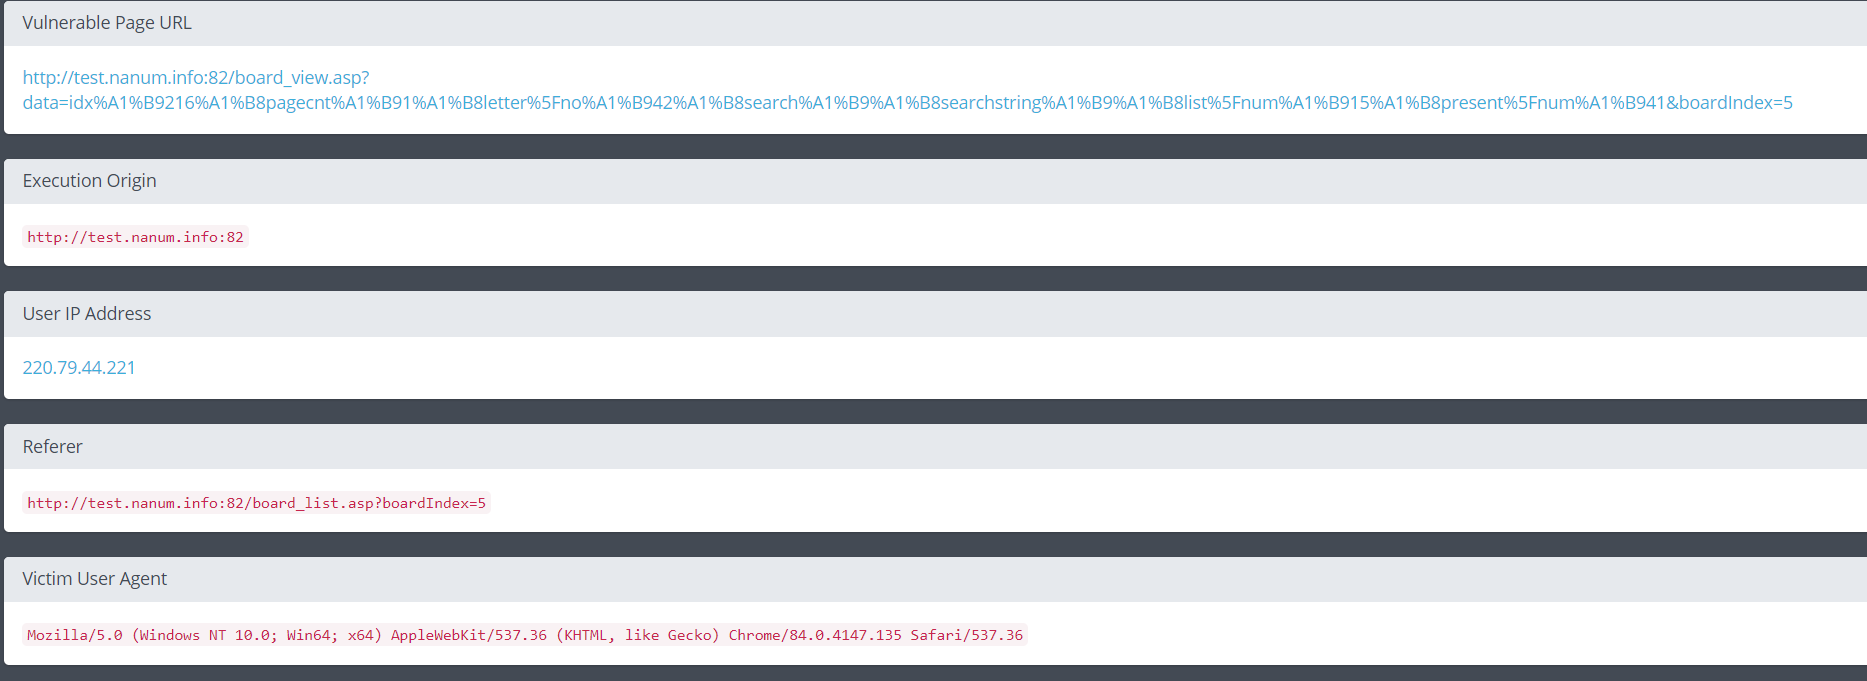 Vulnerable Page URL
http://test.nanum.info:82/board_view.asp?
data=idx%A1%B9216%A1%B8pagecnt%A1%B91%A1%B8letter%5Fno%A1%B942%A1%B8search%A1%B9%A1%B8searchstring%A1%B9%A1%B8list%5Fnum%A1%B915%A1%B8present%5Fnum%A1%B941&boardIndex=5
Execution Origin
http://test.nanum.info:82
User IP Address
220.79.44.221
Referer
http://test.nanum.info:82/board_list.asp?boardIndex=5
Victim User Agent
Mozilla/5.0 (Windows NT 10.0; Win64; x64) AppleWebKit/537.36 (KHTML, like Gecko) Chrome/84.0.4147.135 Safari/537.36